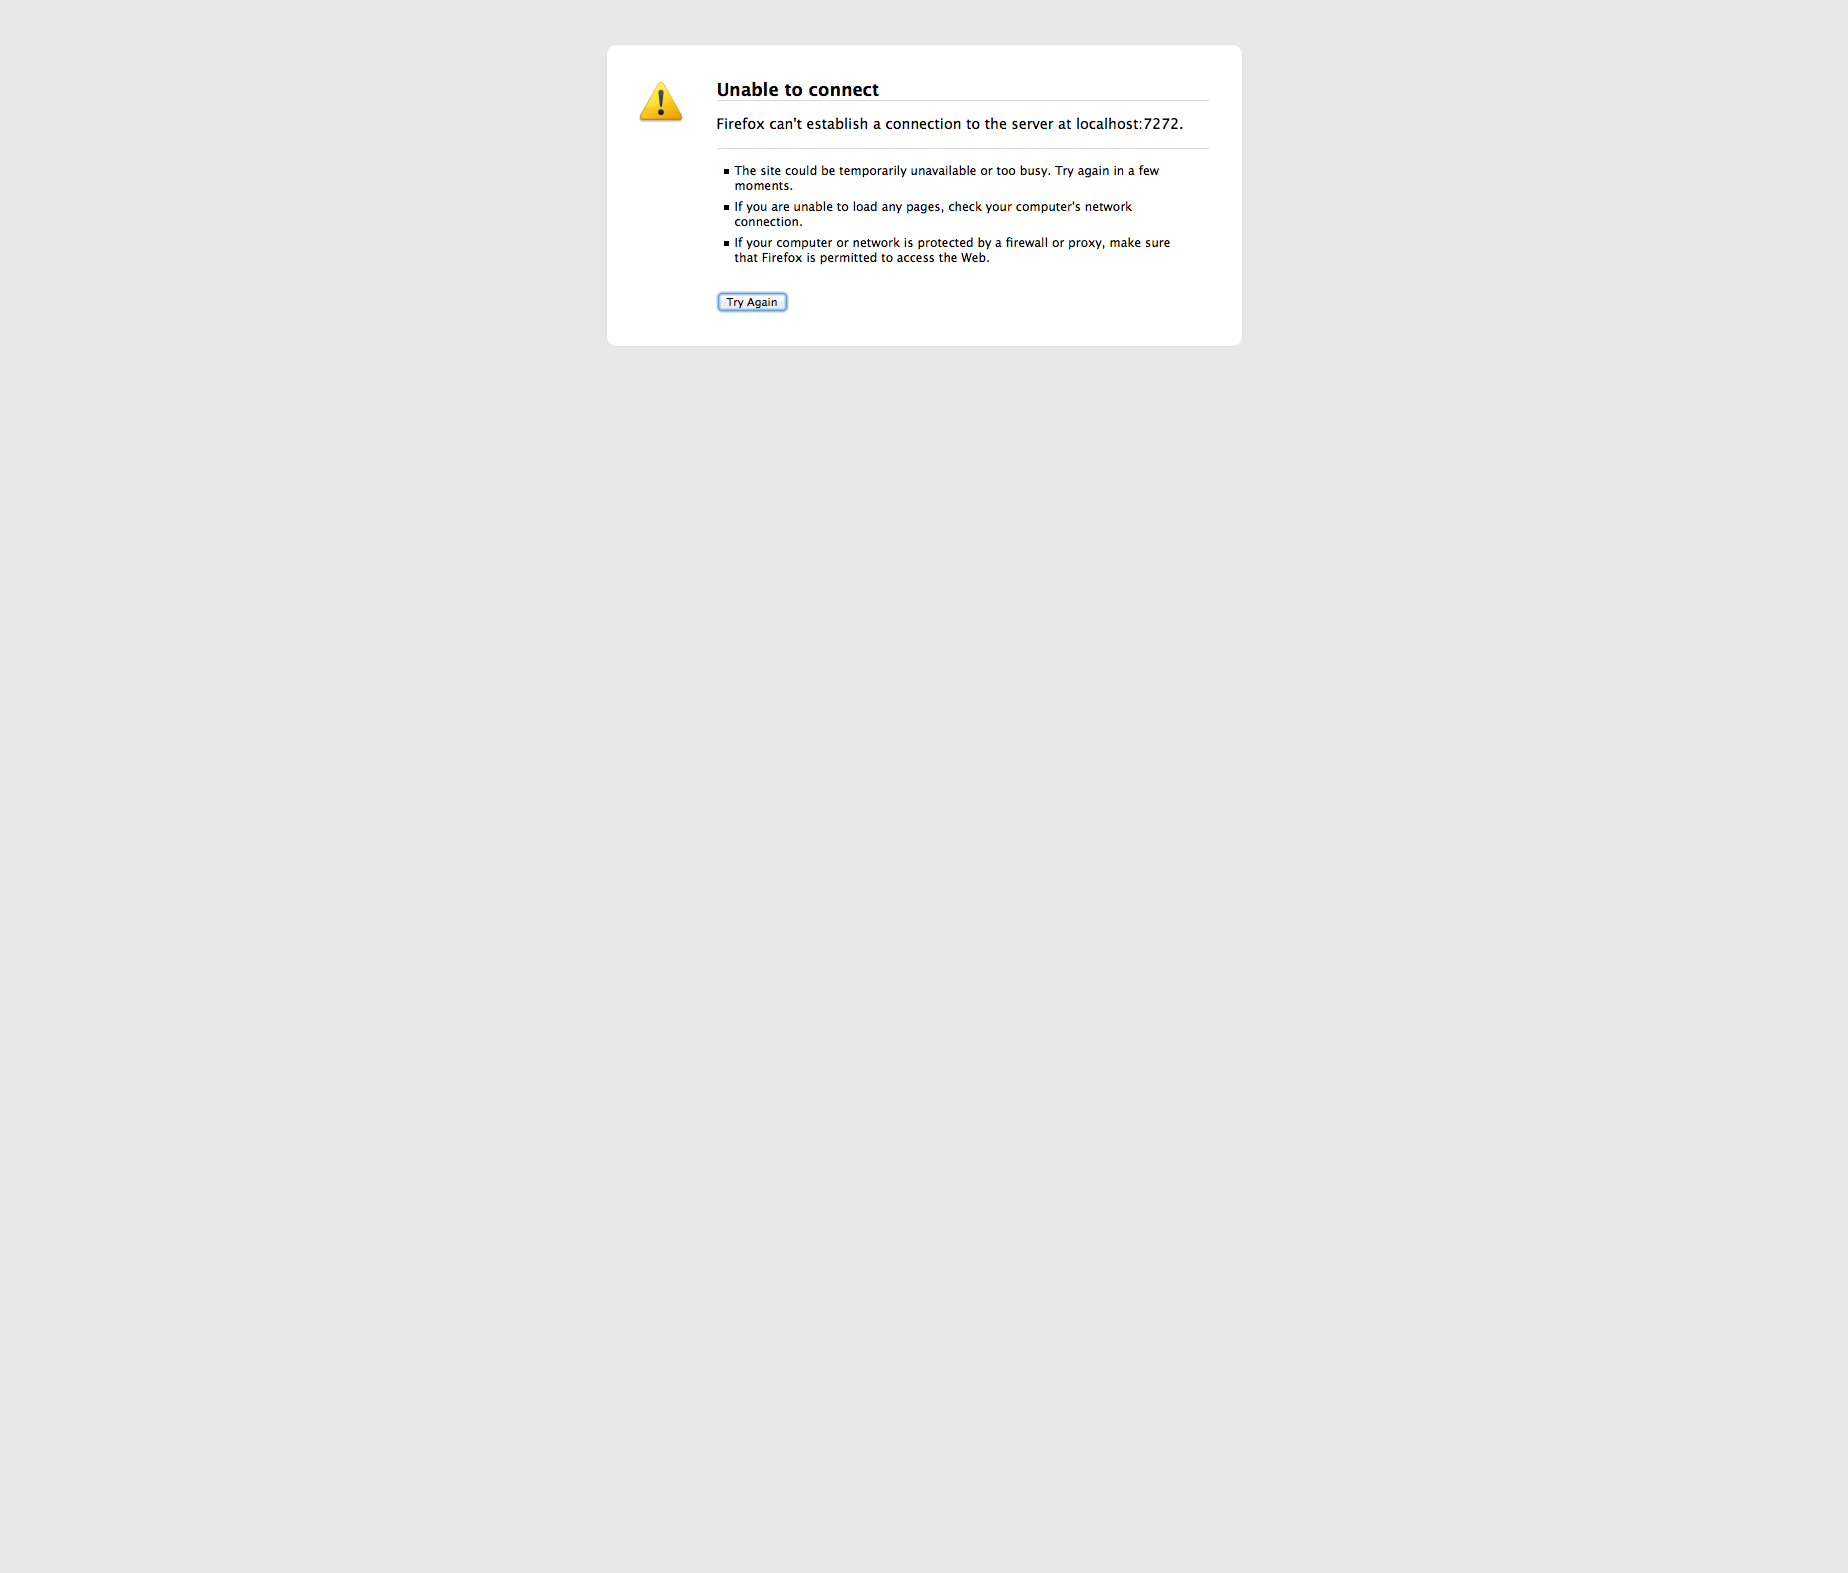 Unable to connect
Firefox can't establish a connection to the server at localhost:7272.
The site could be temporarily unavailable or too busy. Try again in a few
moments.
If you are unable to load any pages, check your computer's network
connection.
If your computer or network is protected by a firewall or proxy, make sure
that Firefox is permitted to access the Web.
Try Again